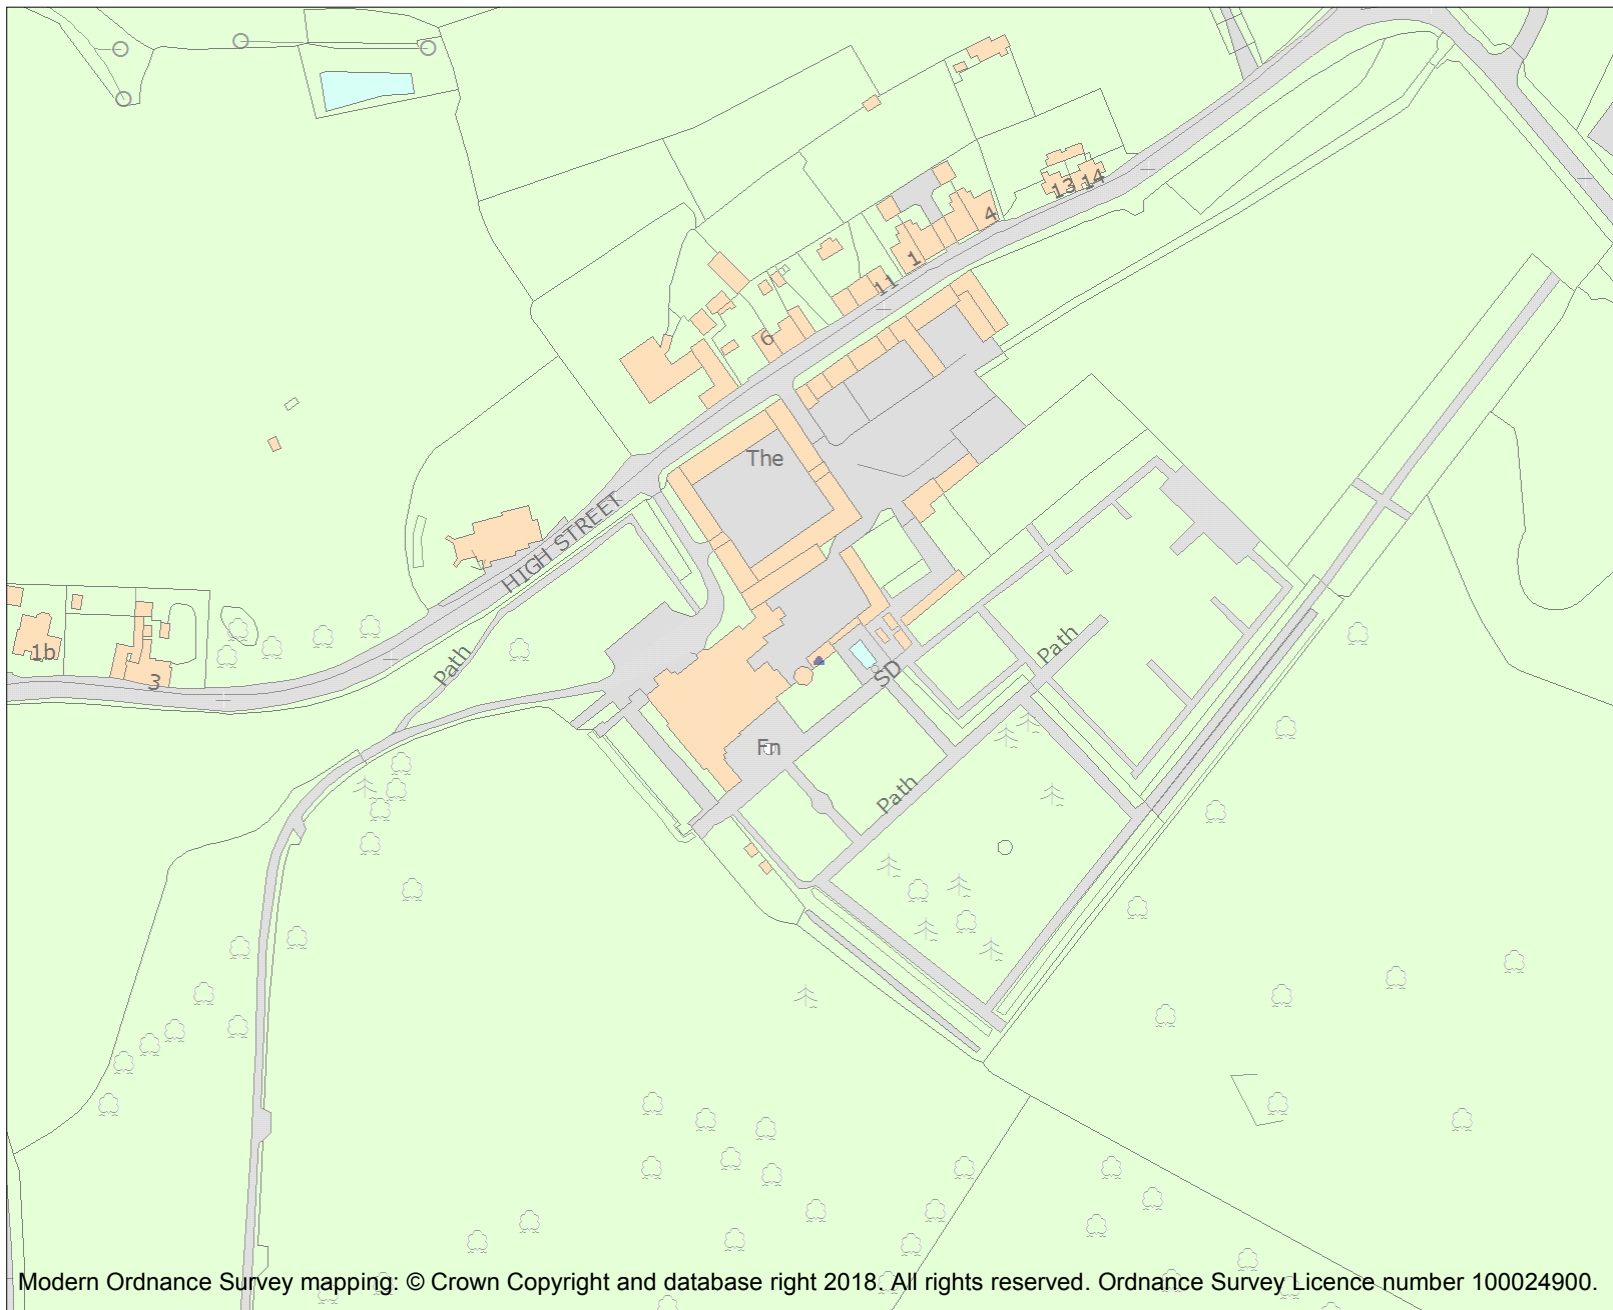 13 14
4
1
11
6
The
HIGH STREET
1b
3
Path
Path
SD
Fn
Path
Modern Ordnance Survey mapping: © Crown Copyright and database right 2018. All rights reserved. Ordnance Survey Licence number 100024900.